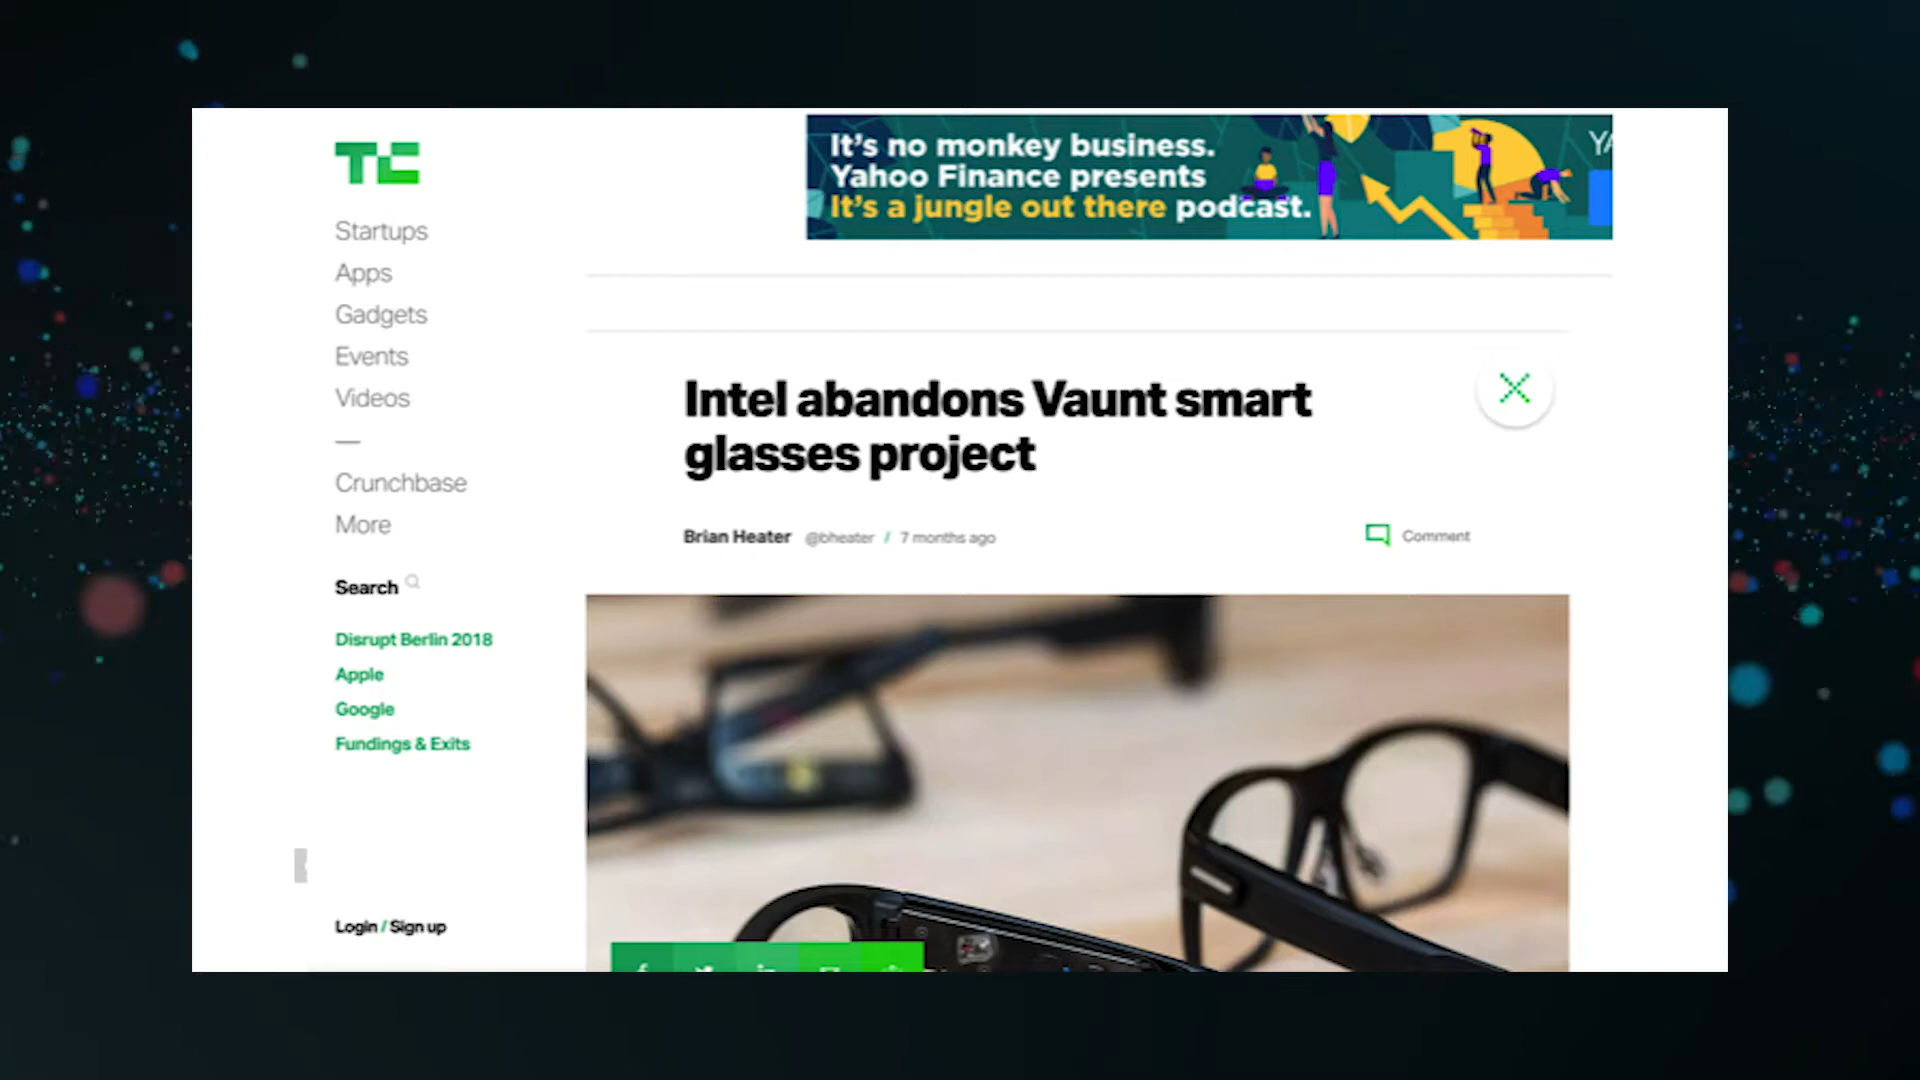 TC
It's no monkey business.
Yahoo Finance presents
It's a jungle out there podcast.
Startups
Apps
Gadgets
Events
Videos
Crunchbase
More
Search
Disrupt Berlin 2018
Apple
Google
Fundings & Exits
Login / Sign up
Intel abandons Vaunt smart
glasses project
Brian Heater @bheater / 7 months ago
Comment